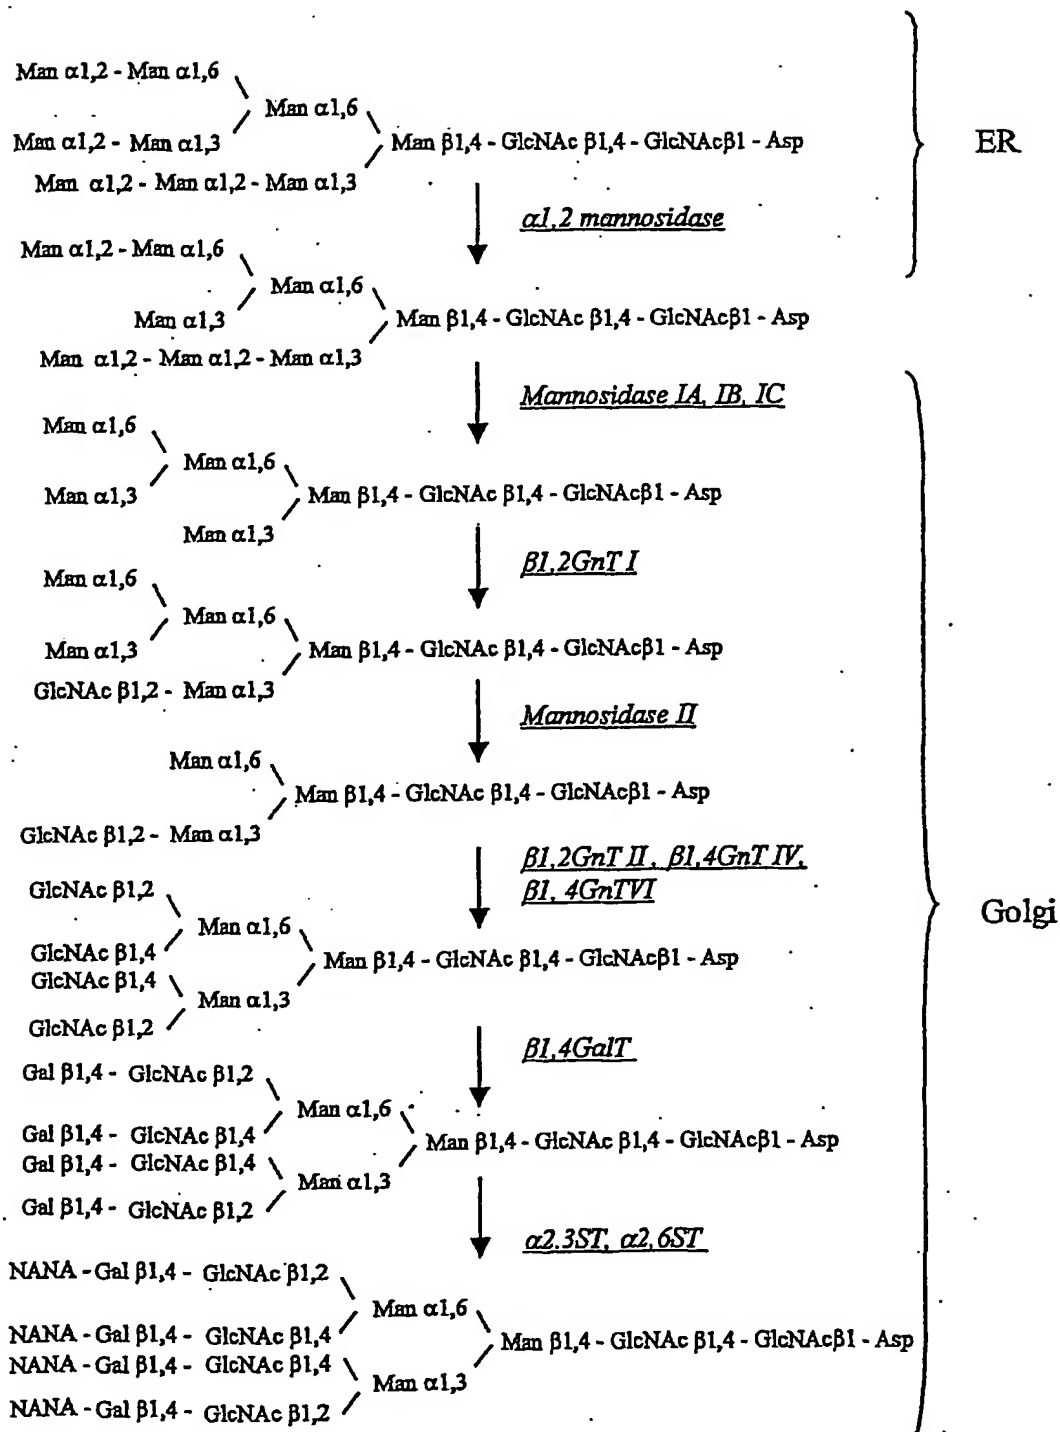 Man α1,2 - Man α1,6
Man α1,6
Man α1,2 - Man α1,3
Man β1,4 - GlcNAc β1,4 - GlcNAcβ1 - Asp
Man α1,2 - Man α1,2 - Man α1,3
ER
α1,2 mannosidase
Man α1,2 - Man α1,6
Man α1,6
Man α1,3
Man β1,4 - GlcNAc β1,4 - GlcNAcβ1 - Asp
Man α1,2 - Man α1,2 - Man α1,3
Mannosidase IA, IB, IC
Man α1,6
Man α1,6
Man α1,3
Man β1,4 - GlcNAc β1,4 - GlcNAcβ1 - Asp
Man α1,3
β1,2GnT I
Man α1,6
Man α1,6
Man α1,3
Man β1,4 - GlcNAc β1,4 - GlcNAcβ1 - Asp
GlcNAc β1,2 - Man α1,3
Mannosidase II
Man α1,6
Man β1,4 - GlcNAc β1,4 - GlcNAcβ1 - Asp
GlcNAc β1,2 - Man α1,3
β1,2GnT II, β1,4GnT IV,
β1, 4GnTVI
GlcNAc β1,2
Man α1,6
GlcNAc β1,4
Man β1,4 - GlcNAc β1,4 - GlcNAcβ1 - Asp
GlcNAc β1,4
Man α1,3
GlcNAc β1,2
Golgi
β1,4GalT
Gal β1,4 - GlcNAc β1,2
Man α1,6
Gal β1,4 - GlcNAc β1,4
Man β1,4 - GlcNAc β1,4 - GlcNAcβ1 - Asp
Gal β1,4 - GlcNAc β1,4
Man α1,3
Gal β1,4 - GlcNAc β1,2
α2.3ST, α2,6ST
NANA - Gal β1,4 - GlcNAc β1,2
Man α1,6
NANA - Gal β1,4 - GlcNAc β1,4
Man β1,4 - GlcNAc β1,4 - GlcNAcβ1 - Asp
NANA - Gal β1,4 - GlcNAc β1,4
Man α1,3
NANA - Gal β1,4 - GlcNAc β1,2